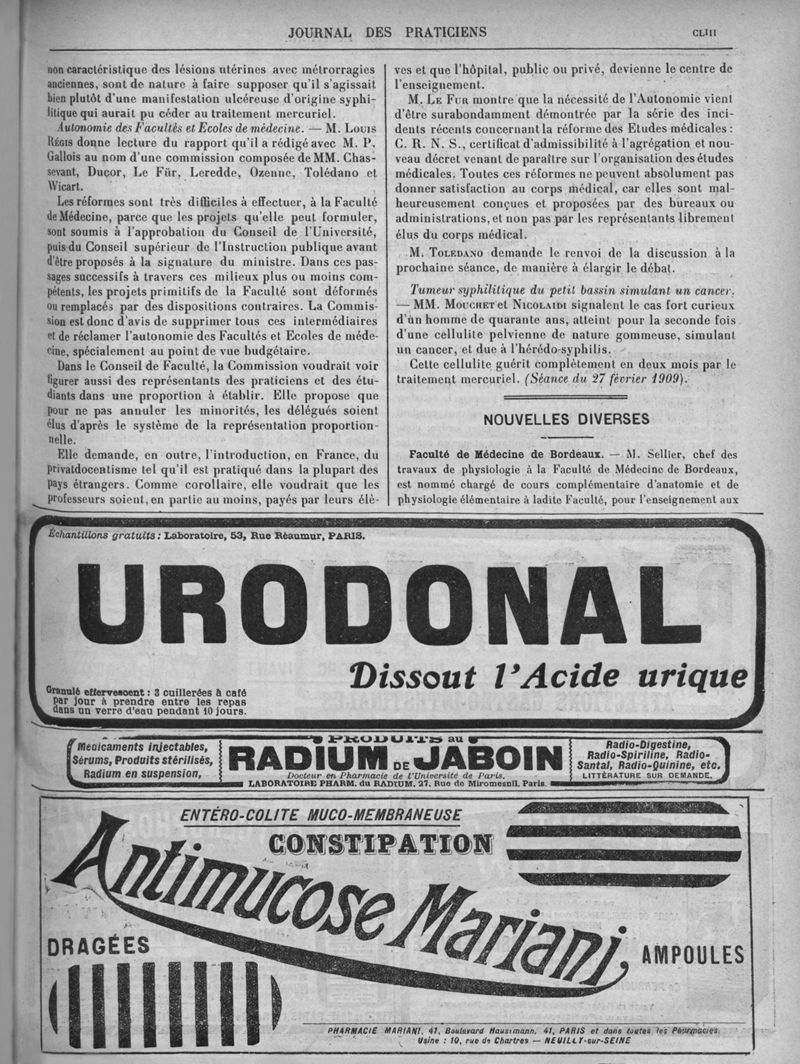 JOURNAL DES PRATICIENS
CLIII
non caractéristique des lésions utérines avec métrorragies
anciennes, sont de nature à faire supposer qu'il s'agissait
bien plutôt d'une manifestation ulcéreuse d'origine syphi-
litique qui aurait pu céder au traitement mercuriel.
Autonomie des Facultés et Ecoles de médecine. — M. Louis
Régis donne lecture du rapport qu'il a rédigé avec M. P.
Gallois au nom d'une commission composée de MM. Chas-
sevant, Ducor, Le Für, Leredde, Ozenne, Tolédano et
Wicart.
Les réformes sont très difficiles à effectuer, à la Faculté
de Médecine, parce que les projets qu'elle peut formuler,
sont soumis à l'approbation du Conseil de l'Université,
puis du Conseil supérieur de l'Instruction publique avant
d'être proposés à la signature du ministre. Dans ces pas-
sages successifs à travers ces milieux plus ou moins com-
pétents, les projets primitifs de la Faculté sont déformés
ou remplacés par des dispositions contraires. La Commis-
sion est donc d'avis de supprimer tous ces intermédiaires
et de réclamer l'autonomie des Facultés et Ecoles de méde-
cine, spécialement au point de vue budgétaire.
Dans le Conseil de Faculté, la Commission voudrait voir
figurer aussi des représentants des praticiens et des étu-
diants dans une proportion à établir. Elle propose que
pour ne pas annuler les minorités, les délégués soient
élus d'après le système de la représentation proportion-
nelle.
Elle demande, en outre, l'introduction, en France, du
privatdocentisme tel qu'il est pratiqué dans la plupart des
pays étrangers. Comme corollaire, elle voudrait que les
professeurs soient, en partie au moins, payés par leurs élè-
ves et que l'hôpital, public ou privé, devienne le centre de
l'enseignement.
M. Le Fur montre que la nécessité de l'Autonomie vient
d'être surabondamment démontrée par la série des inci-
dents récents concernant la réforme des Etudes médicales :
C. R. N. S., certificat d'admissibilité à l'agrégation et nou-
veau décret venant de paraître sur l'organisation des études
médicales. Toutes ces réformes ne peuvent absolument pas
donner satisfaction au corps médical, car elles sont mal-
heureusement conçues et proposées par des bureaux ou
administrations, et non pas par les représentants librement
élus du corps médical.
M. Toledano demande le renvoi de la discussion à la
prochaine séance, de manière à élargir le débat.
Tumeur syphilitique du petit bassin simulant un cancer.
— MM. Mouchet et Nicolaidi signalent le cas fort curieux
d'un homme de quarante ans, atteint pour la seconde fois
d'une cellulite pelvienne de nature gommeuse, simulant
un cancer, et due à l'hérédo-syphilis.
Cette cellulite guérit complètement en deux mois par le
traitement mercuriel. (Séance du 27 février 1909).
NOUVELLES DIVERSES
Faculté de Médecine de Bordeaux. — M. Sellier, chef des
travaux de physiologie à la Faculté de Médecine de Bordeaux,
est nommé chargé de cours complémentaire d'anatomie et de
physiologie élémentaire à ladite Faculté, pour l'enseignement aux
Échantillons gratuits : Laboratoire, 53, Rue Réaumur, PARIS.
URODONAL
Dissout l'Acide urique
Granulé effervescent : 3 cuillerées à café
par jour à prendre entre les repas
dans un verre d'eau pendant 10 jours.
Medicaments injectables,
Sérums, Produits stérilisés,
Radium en suspension,
PRODUITS au
RADIUM DE JABOIN
Docteur en Pharmacie de l'Université de Paris.
LABORATOIRE PHARM. du RADIUM. 27, Rue de Miromesnil, Paris.
Radio-Digestine,
Radio-Spiriline, Radio-
Santal, Radio-Quinine, etc.
LITTÉRATURE SUR DEMANDE.
ENTÉRO-COLITE MUCO-MEMBRANEUSE
CONSTIPATION
Antimucose Mariani
DRAGÉES
AMPOULES
PHARMACIE MARIANI, 41, Boulevard Haussmann, 41, PARIS et dans toutes les Pharmacies
Usine : 10, rue de Chartres — NEUILLY-sur-SEINE